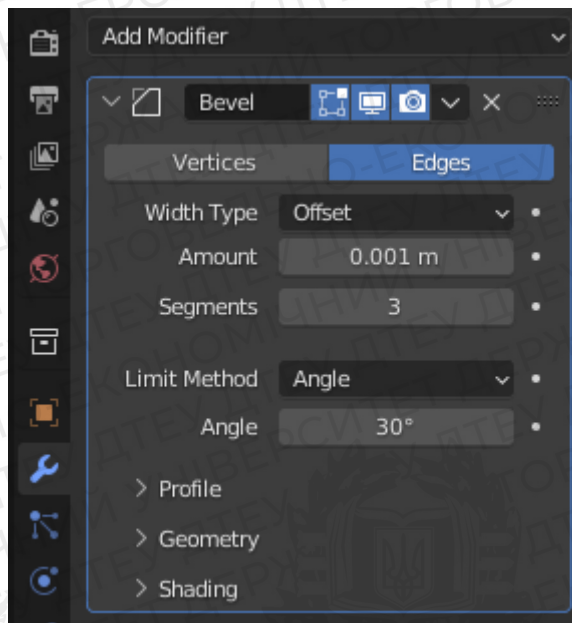 Add Modifier
Bevel
Vertices Edges
Width Type Offset
Amount 0.001 m
Segments 3
Limit Method Angle
Angle 30°
Profile
Geometry
Shading